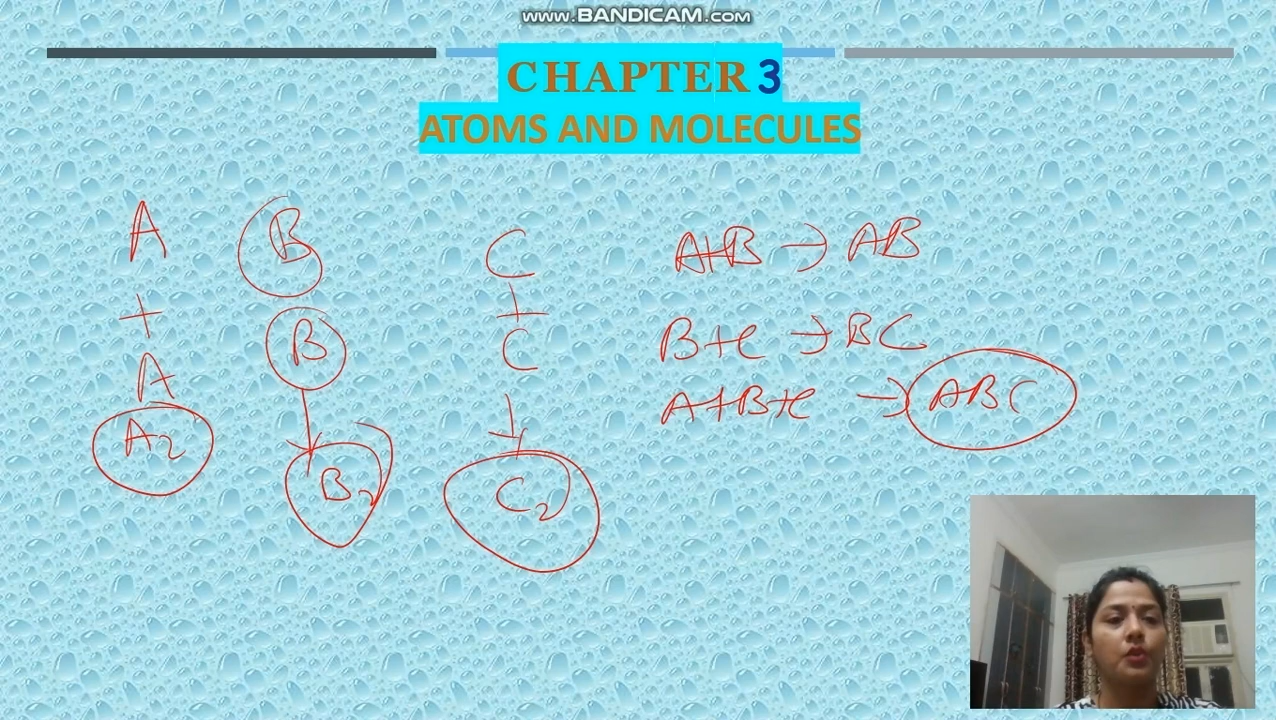 www.BANDICAM.com
CHAPTER 3
ATOMS AND MOLECULES
A
+
A
A2
B
B
B2
C
+
C
C2
A+B → AB
B+C → BC
A+B+C → ABC